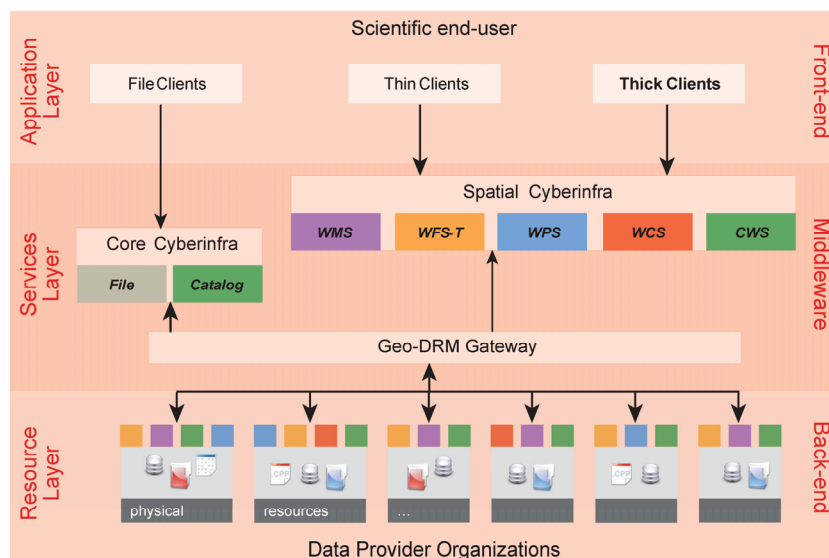 Scientific end-user
Application
Layer
Front-end
File Clients
Thin Clients
Thick Clients
Services
Layer
Middleware
Spatial Cyberinfra
WMS
WFS-T
WPS
WCS
CWS
Core Cyberinfra
File
Catalog
Geo-DRM Gateway
Resource
Layer
Back-end
.CPP
.CPP
physical
resources
...
Data Provider Organizations